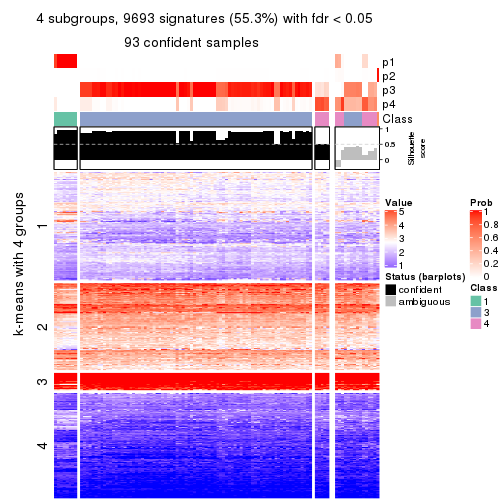 4 subgroups, 9693 signatures (55.3%) with fdr < 0.05
93 confident samples
p1
p2
p3
p4
Class
1
0.5
0
Silhouette
score
k-means with 4 groups
1
2
3
4
Value
5
4
3
2
1
Status (barplots)
confident
ambiguous
Prob
1
0.8
0.6
0.4
0.2
0
Class
1
3
4